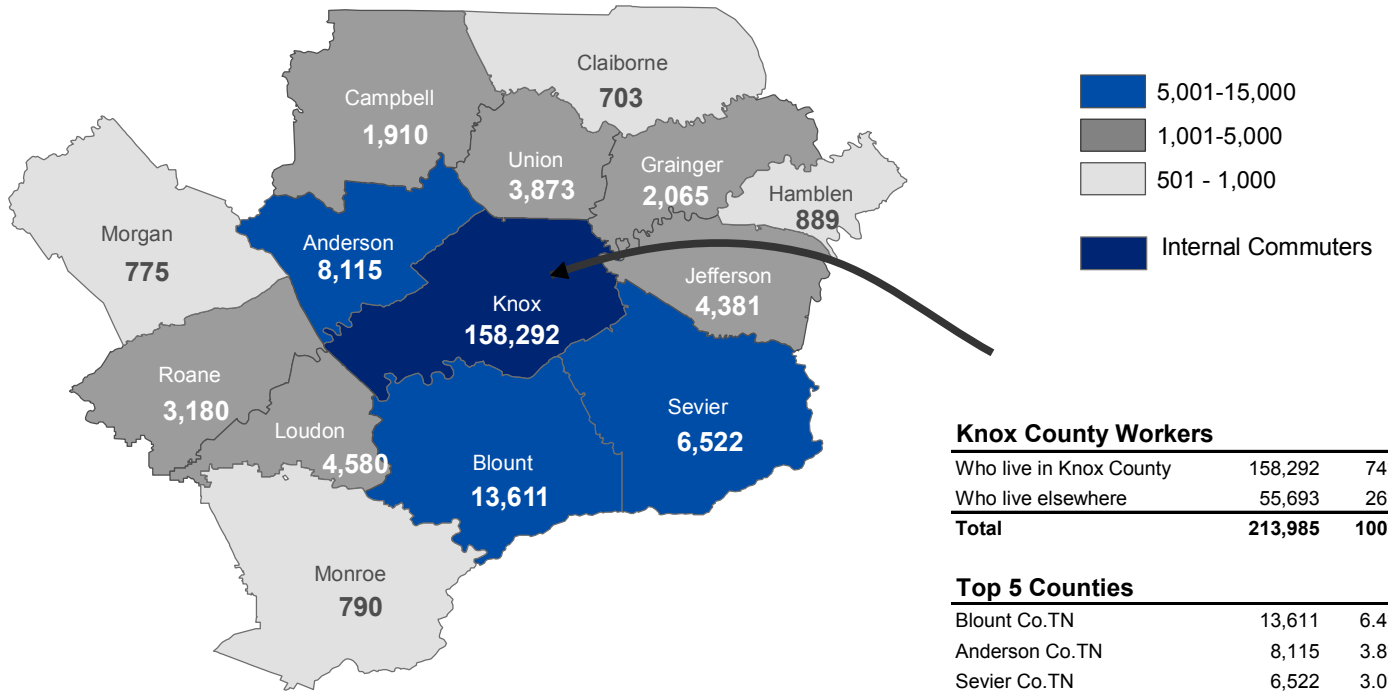 Claiborne
703
Campbell
1,910
Union
3,873
Grainger
2,065
Hamblen
889
Morgan
775
Anderson
8,115
Jefferson
4,381
Knox
158,292
Roane
3,180
Loudon
4,580
Blount
13,611
Sevier
6,522
Monroe
790
5,001-15,000
1,001-5,000
501 - 1,000
Internal Commuters
Knox County Workers
Who live in Knox County 158,292 74
Who live elsewhere 55,693 26
Total 213,985 100
Top 5 Counties
Blount Co.TN 13,611 6.4
Anderson Co.TN 8,115 3.8
Sevier Co.TN 6,522 3.0